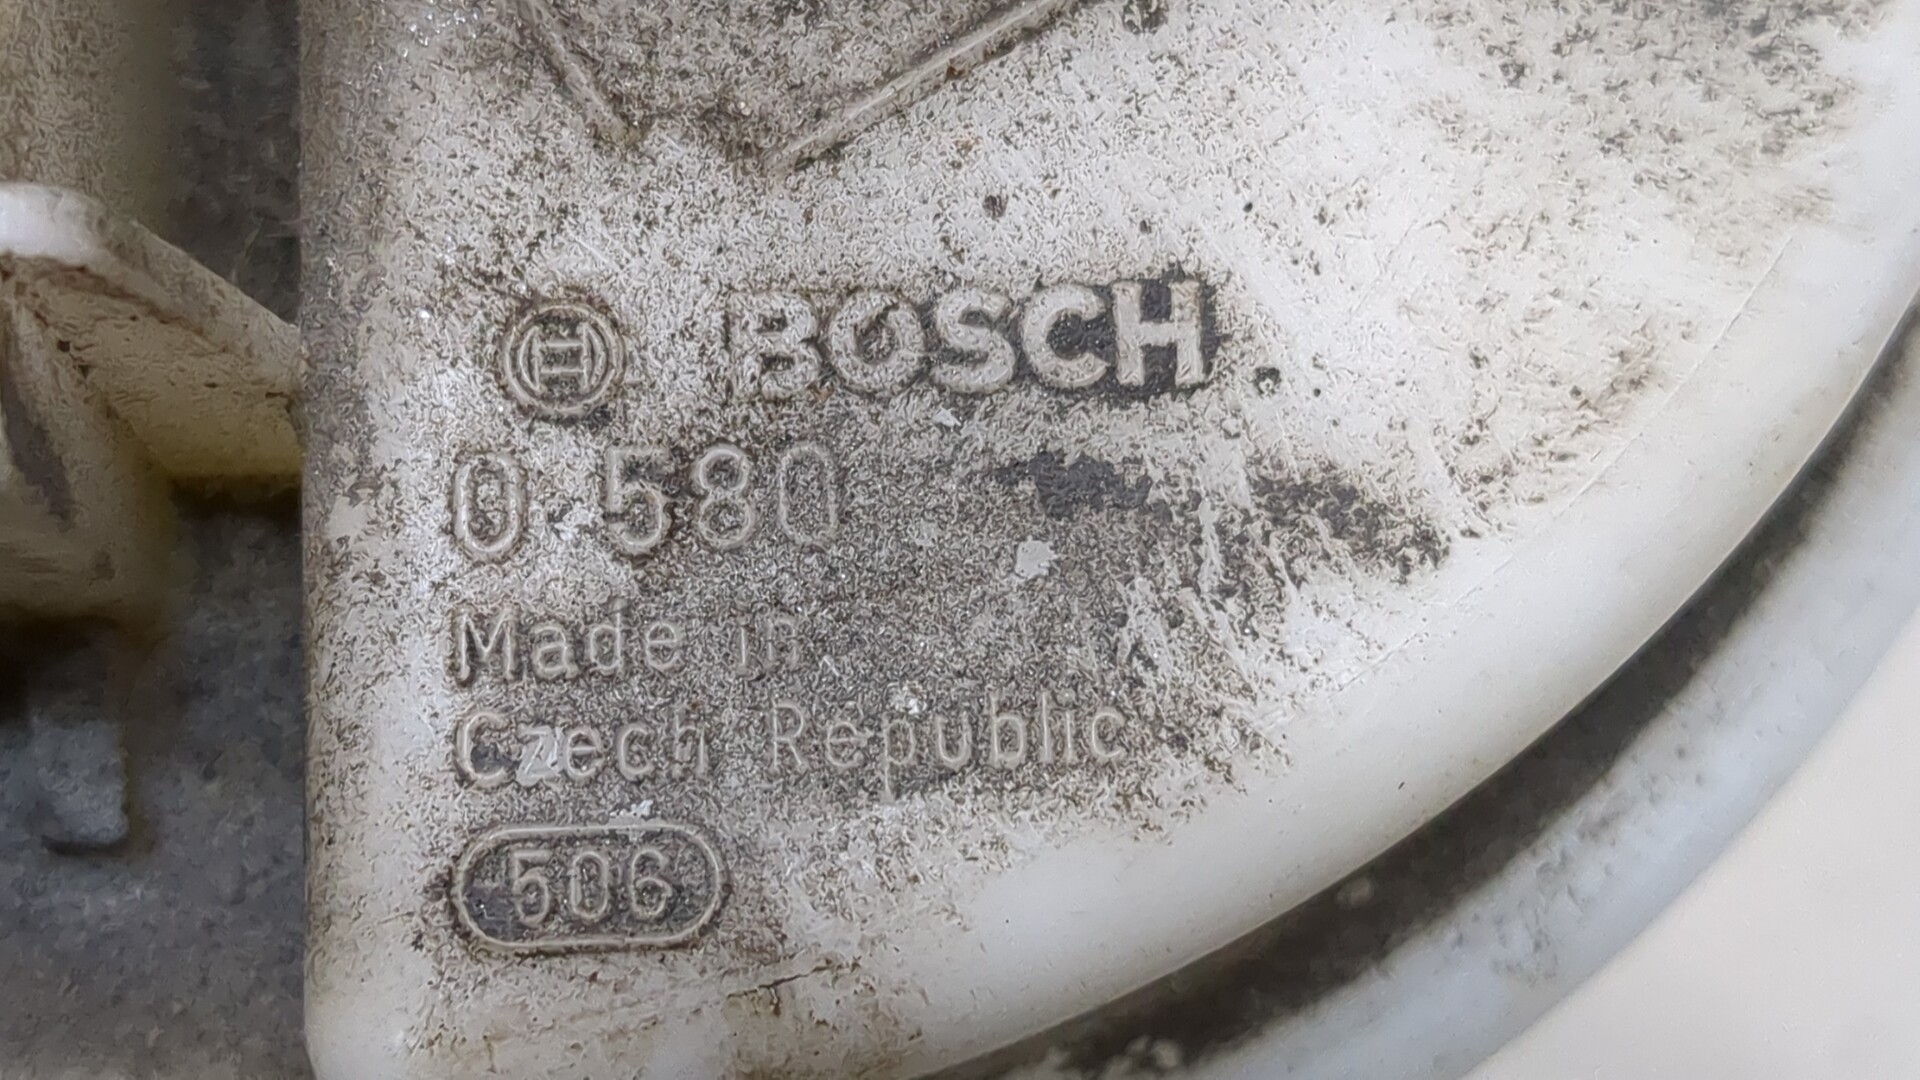 BOSCH
0 580
Made in
Czech Republic
506